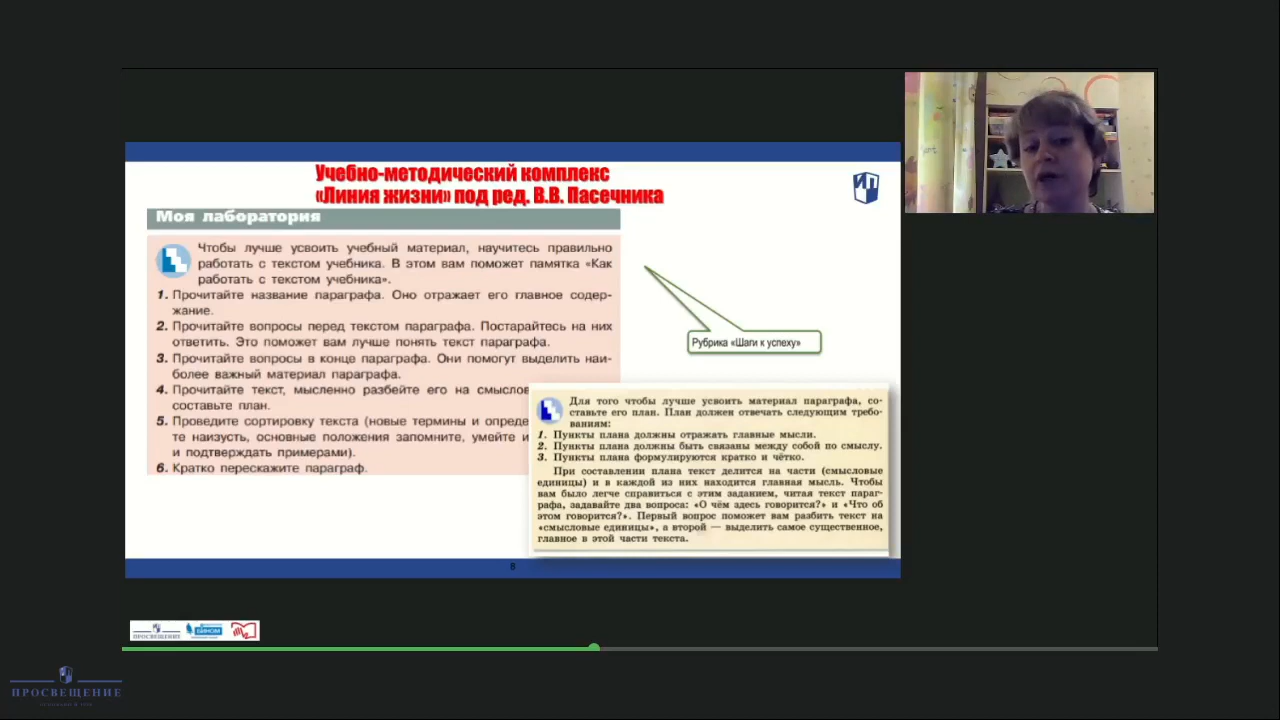 Учебно-методический комплекс
«Линия жизни» под ред. В.В. Пасечника
Моя лаборатория
Чтобы лучше усвоить учебный материал, научитесь правильно
работать с текстом учебника. В этом вам поможет памятка «Как
работать с текстом учебника».
1. Прочитайте название параграфа. Оно отражает его главное содер-
жание.
2. Прочитайте вопросы перед текстом параграфа. Постарайтесь на них
ответить. Это поможет вам лучше понять текст параграфа.
3. Прочитайте вопросы в конце параграфа. Они помогут выделить наи-
более важный материал параграфа.
4. Прочитайте текст, мысленно разбейте его на смыслов
составьте план.
5. Проведите сортировку текста (новые термины и опреде
те наизусть, основные положения запомните, умейте и
и подтверждать примерами).
6. Кратко перескажите параграф.
Рубрика «Шаги к успеху»
Для того чтобы лучше усвоить материал параграфа, со-
ставьте его план. План должен отвечать следующим требо-
ваниям:
1. Пункты плана должны отражать главные мысли.
2. Пункты плана должны быть связаны между собой по смыслу.
3. Пункты плана формулируются кратко и чётко.
При составлении плана текст делится на части (смысловые
единицы) и в каждой из них находится главная мысль. Чтобы
вам было легче справиться с этим заданием, читая текст параг-
рафа, задавайте два вопроса: «О чём здесь говорится?» и «Что об
этом говорится?». Первый вопрос поможет вам разбить текст на
«смысловые единицы», а второй — выделить самое существенное,
главное в этой части текста.
8
ПРОСВЕЩЕНИЕ
БИНОМ
ПРОСВЕЩЕНИЕ